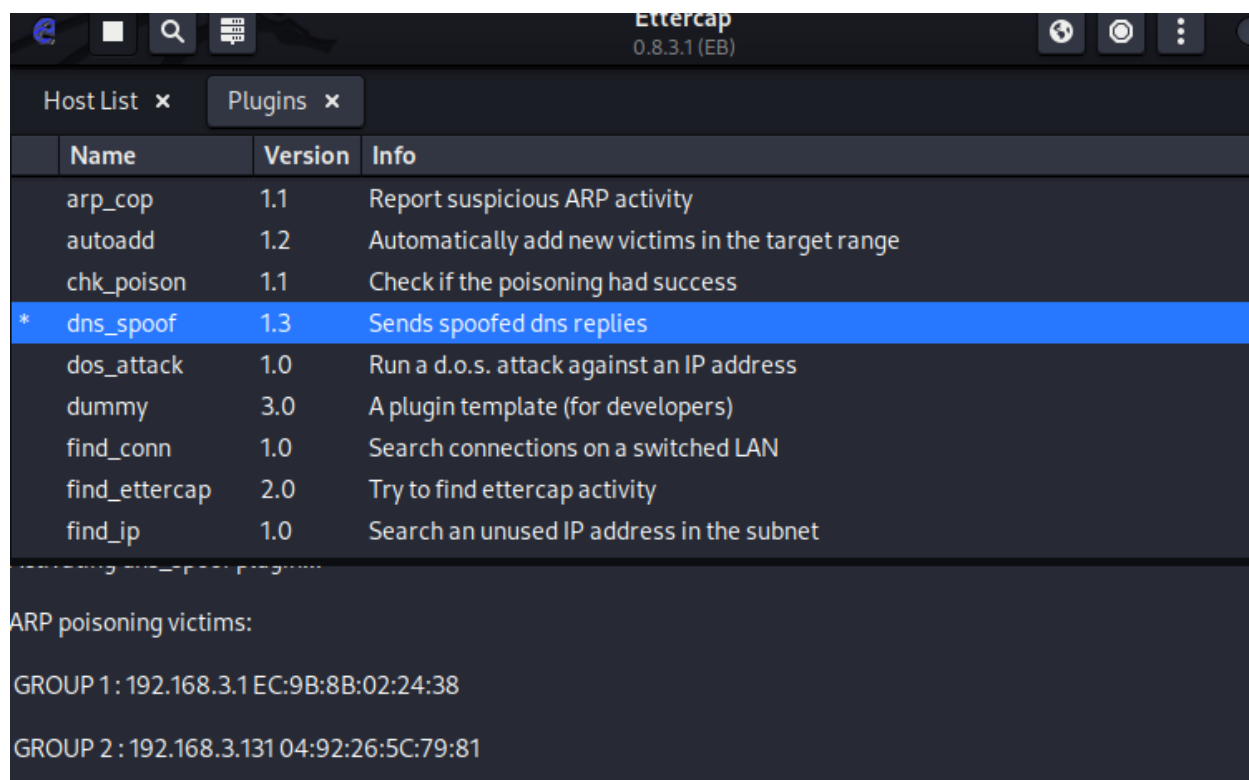 Ettercap
0.8.3.1 (EB)
Host List × Plugins ×
Name Version Info
arp_cop 1.1 Report suspicious ARP activity
autoadd 1.2 Automatically add new victims in the target range
chk_poison 1.1 Check if the poisoning had success
* dns_spoof 1.3 Sends spoofed dns replies
dos_attack 1.0 Run a d.o.s. attack against an IP address
dummy 3.0 A plugin template (for developers)
find_conn 1.0 Search connections on a switched LAN
find_ettercap 2.0 Try to find ettercap activity
find_ip 1.0 Search an unused IP address in the subnet
dns_spoof plugin...
ARP poisoning victims:
GROUP 1 : 192.168.3.1 EC:9B:8B:02:24:38
GROUP 2 : 192.168.3.131 04:92:26:5C:79:81